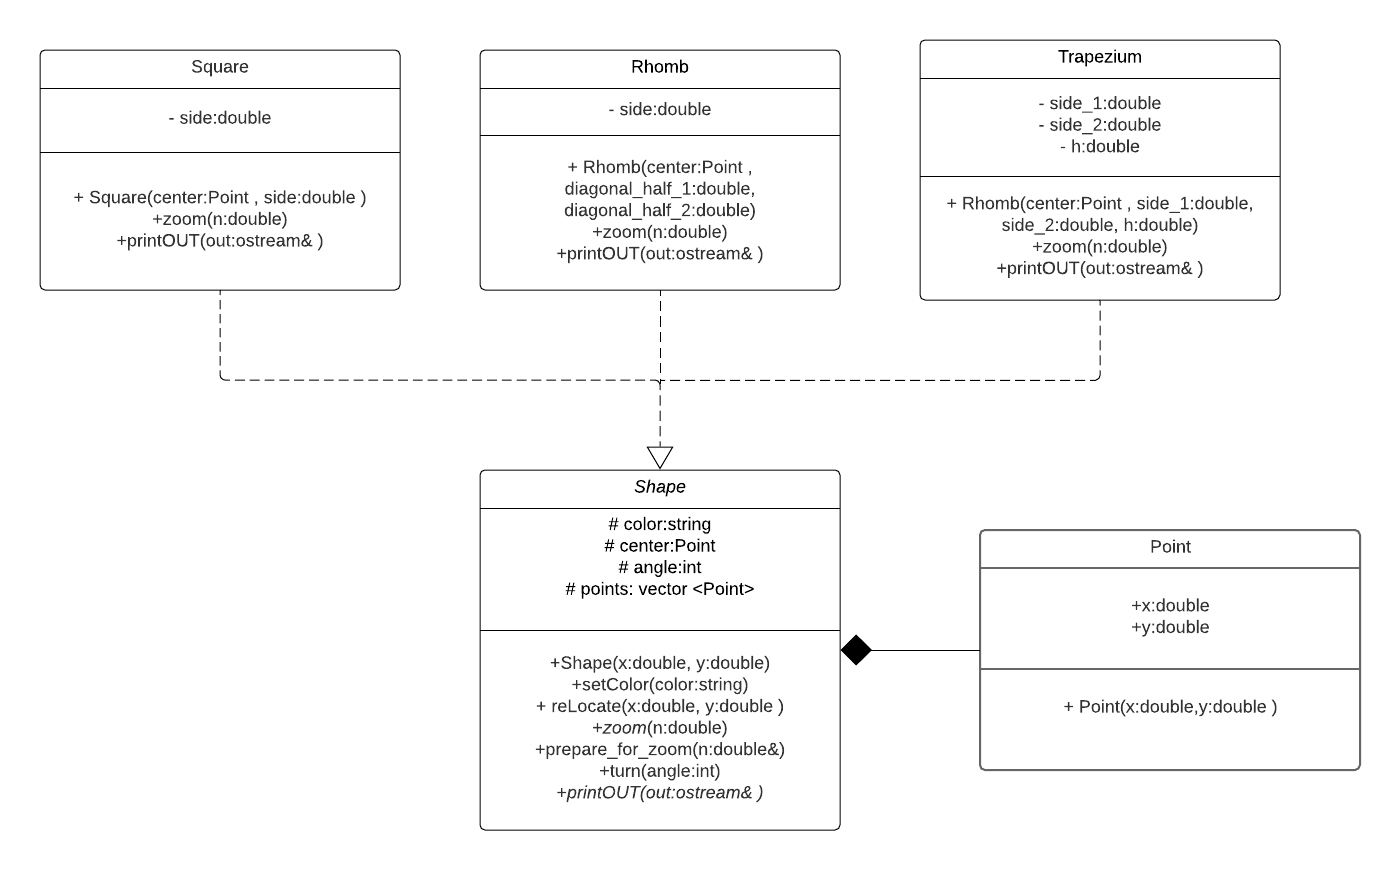 Square
- side:double
+ Square(center:Point , side:double )
+zoom(n:double)
+printOUT(out:ostream& )
Rhomb
- side:double
+ Rhomb(center:Point ,
diagonal_half_1:double,
diagonal_half_2:double)
+zoom(n:double)
+printOUT(out:ostream& )
Trapezium
- side_1:double
- side_2:double
- h:double
+ Rhomb(center:Point , side_1:double,
side_2:double, h:double)
+zoom(n:double)
+printOUT(out:ostream& )
Shape
# color:string
# center:Point
# angle:int
# points: vector <Point>
+Shape(x:double, y:double)
+setColor(color:string)
+ reLocate(x:double, y:double )
+zoom(n:double)
+prepare_for_zoom(n:double&)
+turn(angle:int)
+printOUT(out:ostream& )
Point
+x:double
+y:double
+ Point(x:double,y:double )